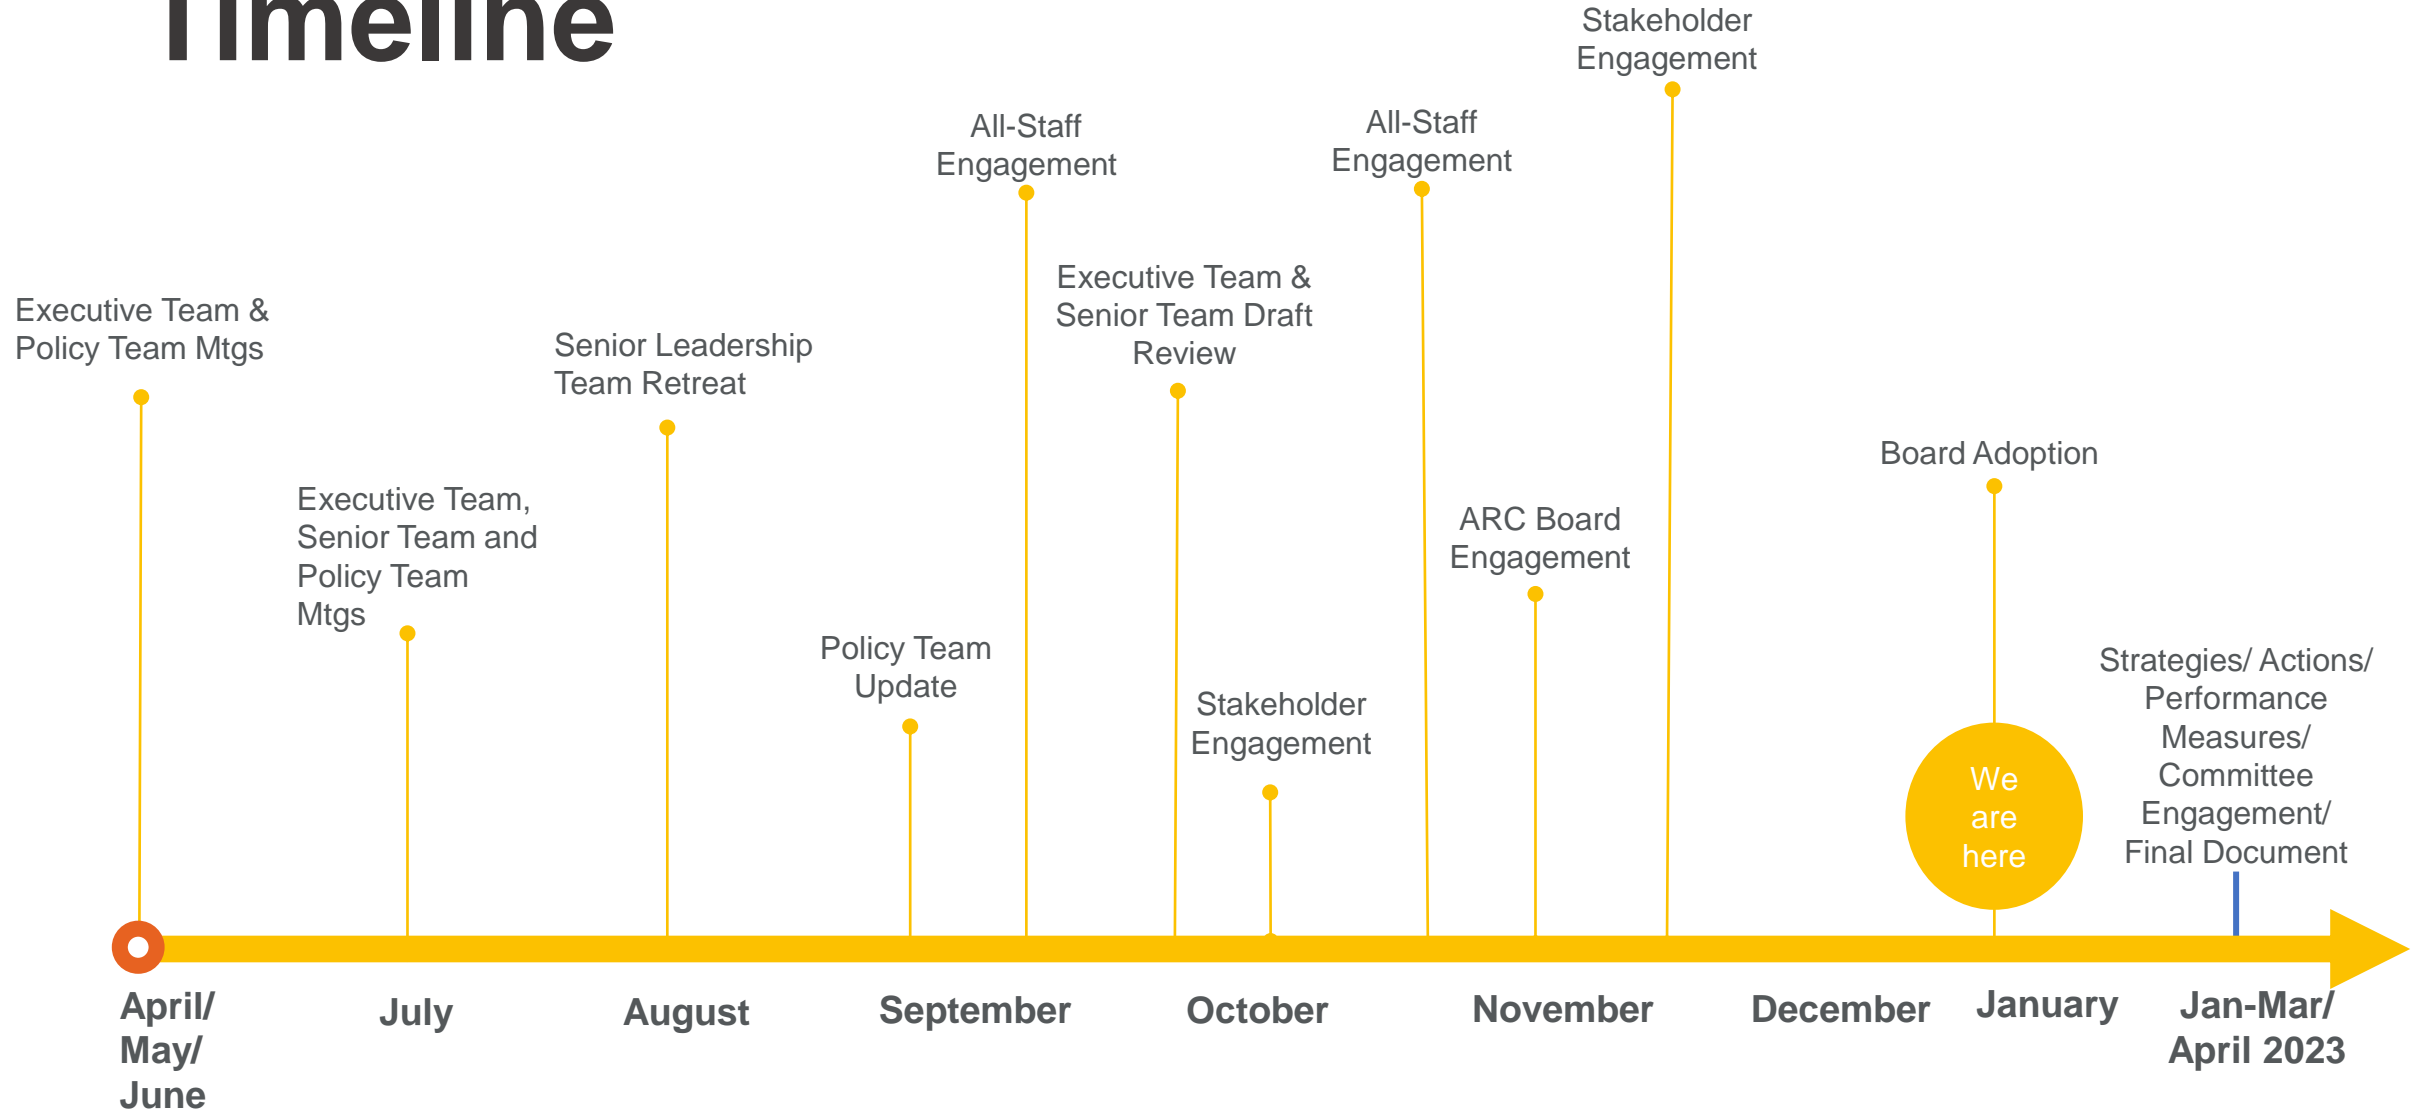 Timeline
Stakeholder
Engagement
All-Staff
Engagement
All-Staff
Engagement
Executive Team &
Senior Team Draft
Review
Executive Team &
Policy Team Mtgs
Senior Leadership
Team Retreat
Board Adoption
Executive Team,
Senior Team and
Policy Team
Mtgs
ARC Board
Engagement
Policy Team
Update
Stakeholder
Engagement
Strategies/ Actions/
Performance
Measures/
Committee
Engagement/
Final Document
We
are
here
April/
May/
June
July
August
September
October
November
December
January
Jan-Mar/
April 2023